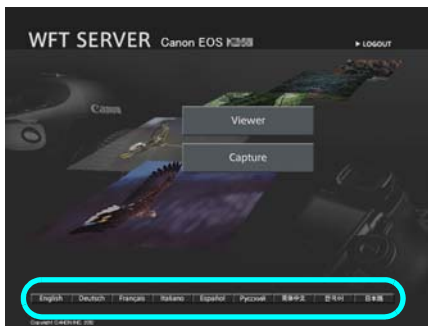 WFT SERVER Canon EOS
▶ LOGOUT
Canon
Viewer
Capture
English Deutsch Français Italiano Español Русский 简体中文 한국어 日本語